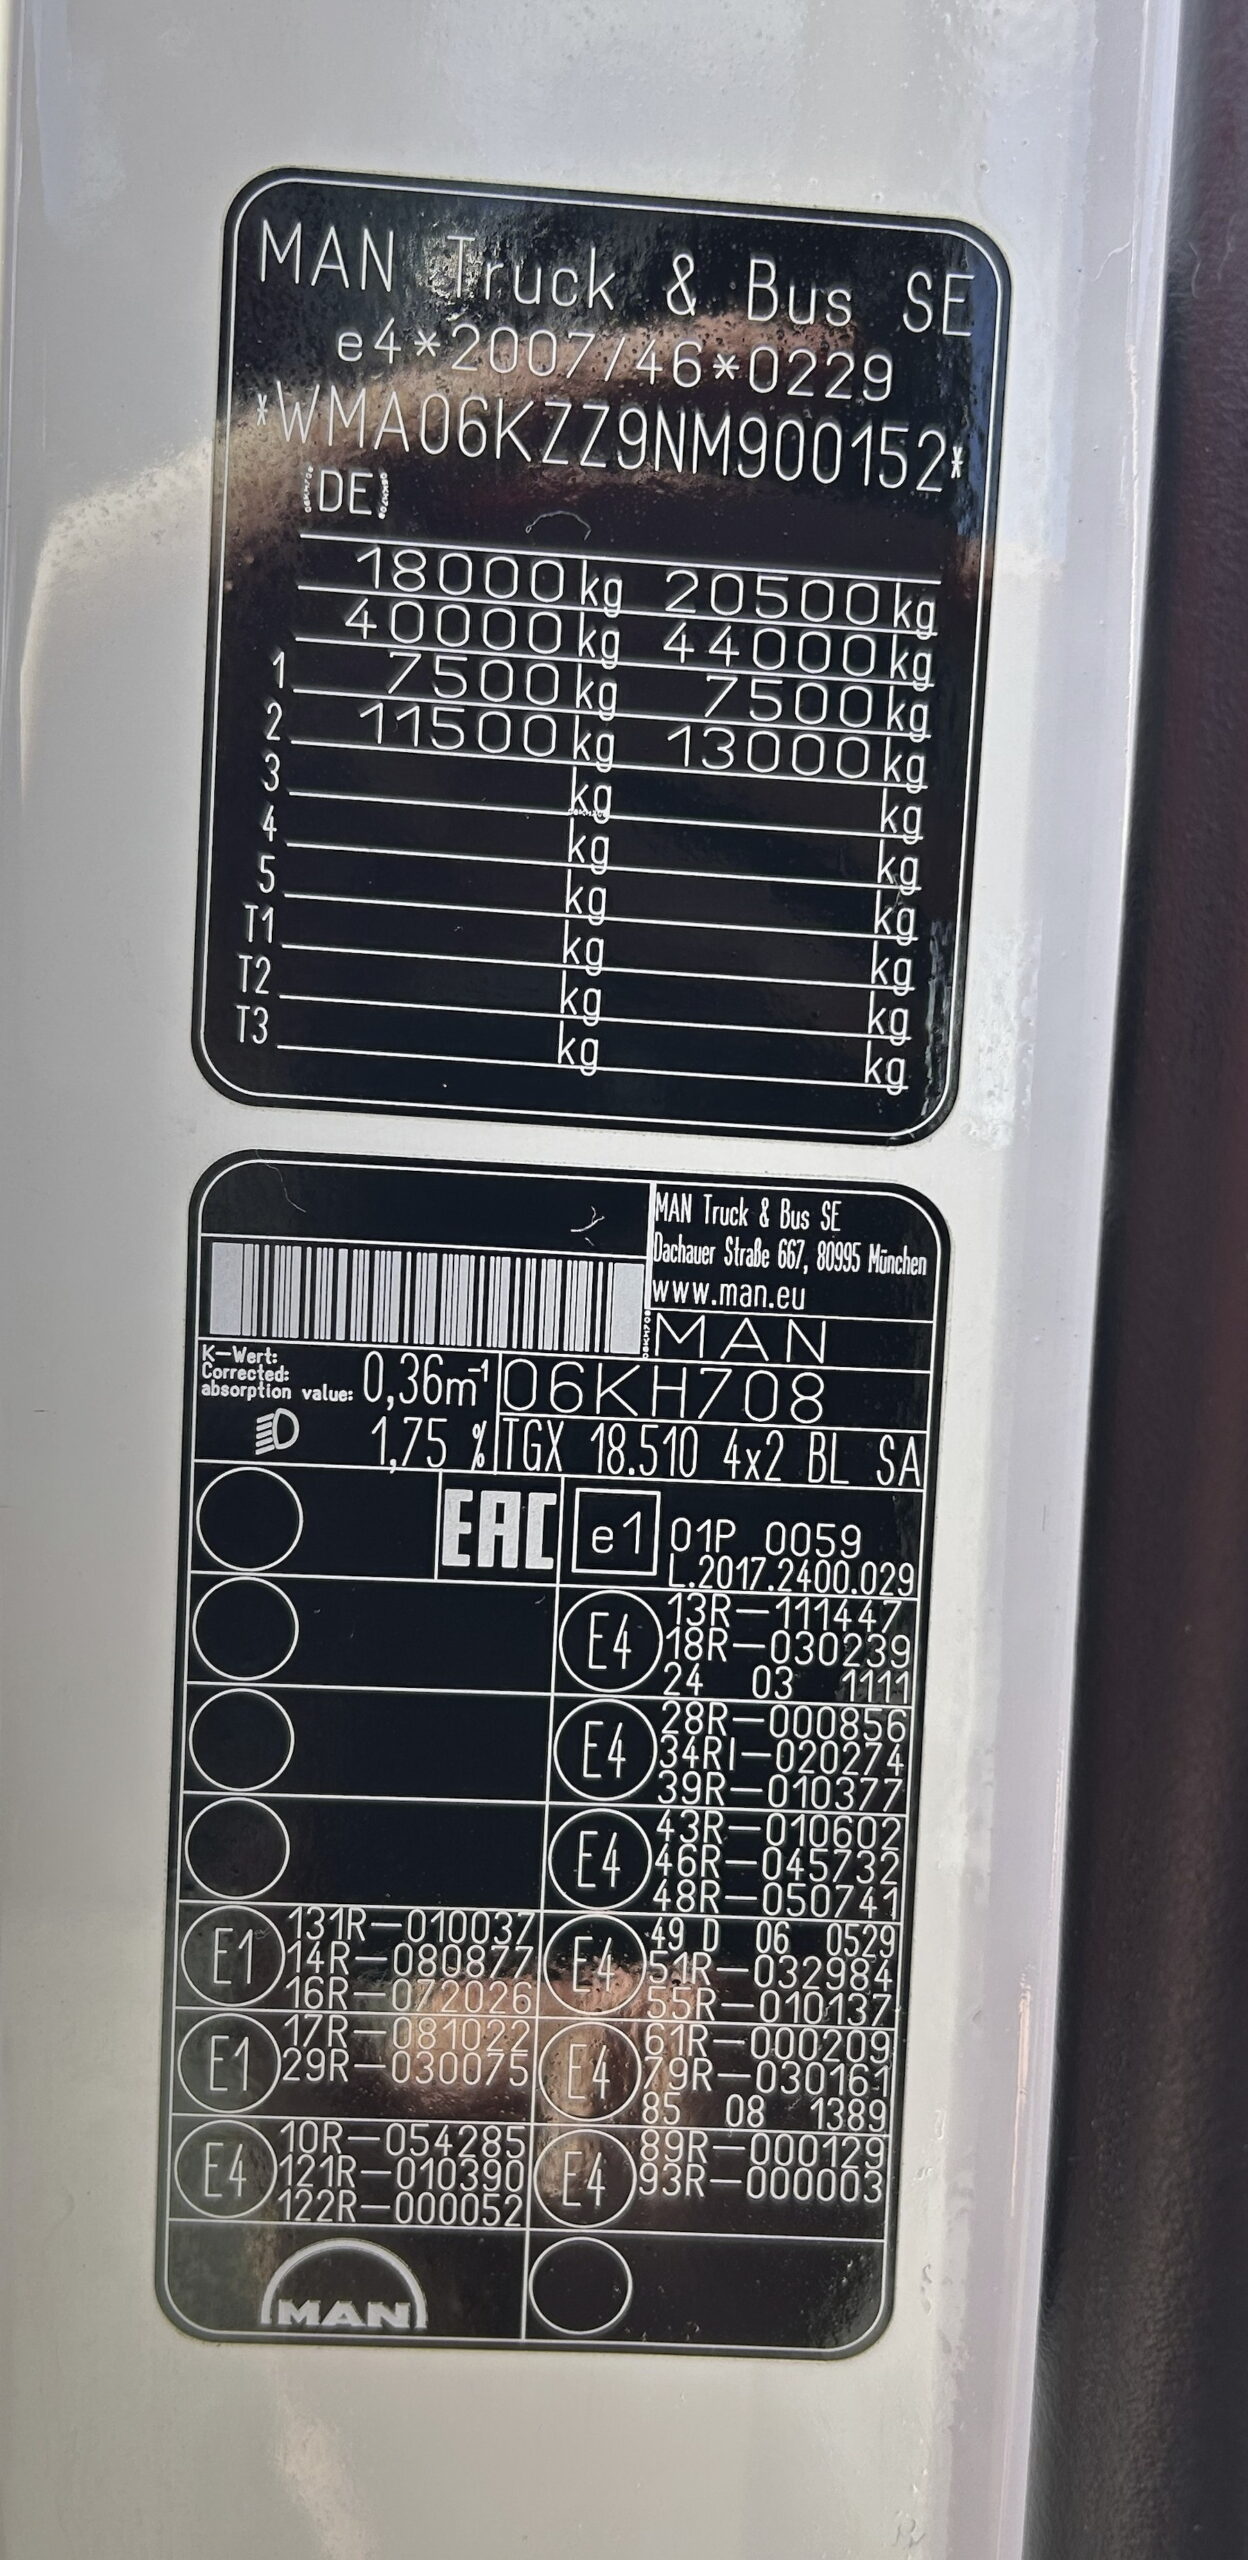 MAN Truck & Bus SE
e4*2007/46*0229
*WMA06KZZ9NM900152*
(DE)
18000 kg 20500 kg
40000 kg 44000 kg
1 7500 kg 7500 kg
2 11500 kg 13000 kg
3 kg kg
4 kg kg
5 kg kg
T1 kg kg
T2 kg kg
T3 kg kg
MAN Truck & Bus SE
Dachauer Straße 667, 80995 München
www.man.eu
MAN
K-Wert:
Corrected:
absorption value: 0,36m⁻¹
06KH708
1,75 %
TGX 18.510 4x2 BL SA
EAC
e1 01P 0059
L.2017.2400.029
E4 13R-111447
18R-030239
24 03 1111
E4 28R-000856
34RI-020274
39R-010377
E4 43R-010602
46R-045732
48R-050741
E1 131R-010037
14R-080877
16R-072026
E4 49 D 06 0529
51R-032984
55R-010137
E1 17R-081022
29R-030075
E4 61R-000209
79R-030161
85 08 1389
E4 10R-054285
121R-010390
122R-000052
E4 89R-000129
93R-000003
MAN